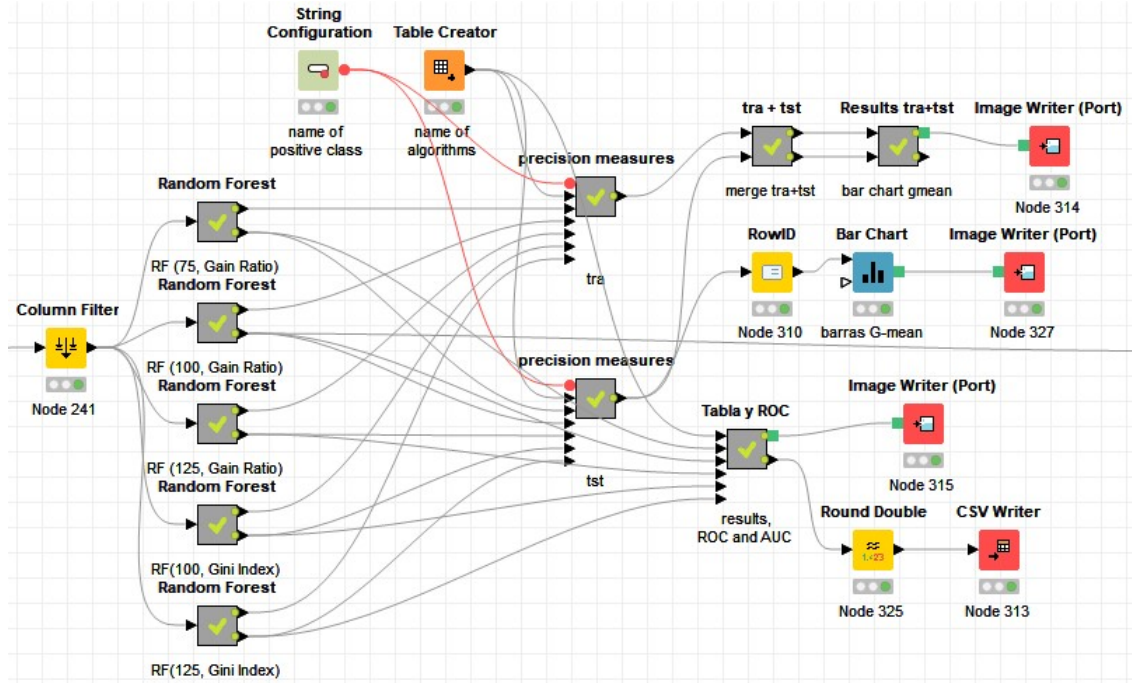 String
Configuration
name of
positive class
Table Creator
name of
algorithms
Column Filter
Node 241
Random Forest
RF (75, Gain Ratio)
Random Forest
RF (100, Gain Ratio)
Random Forest
RF (125, Gain Ratio)
Random Forest
RF(100, Gini Index)
Random Forest
RF(125, Gini Index)
precision measures
tra
precision measures
tst
tra + tst
merge tra+tst
Results tra+tst
bar chart gmean
Image Writer (Port)
Node 314
RowID
Node 310
Bar Chart
barras G-mean
Image Writer (Port)
Node 327
Tabla y ROC
results,
ROC and AUC
Image Writer (Port)
Node 315
Round Double
Node 325
CSV Writer
Node 313